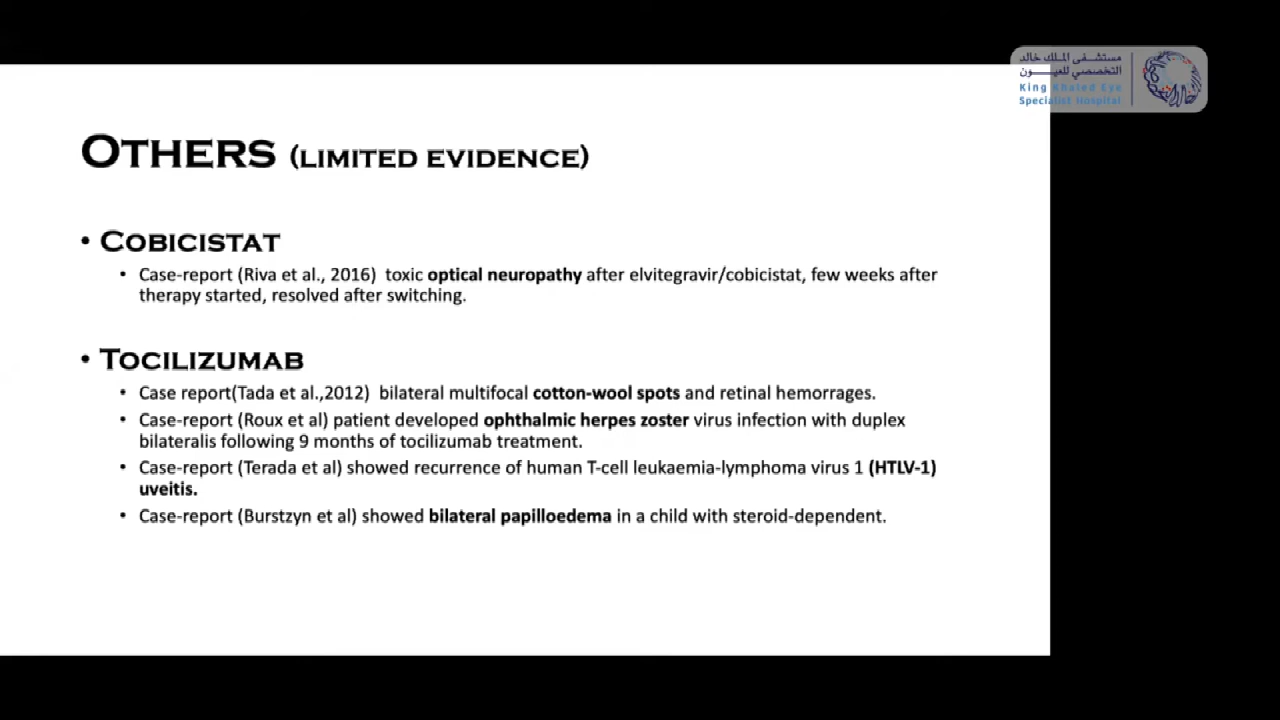 مستشفى الملك خالد
التخصصي للعيون
King Khaled Eye
Specialist Hospital
OTHERS (LIMITED EVIDENCE)
• COBICISTAT
• Case-report (Riva et al., 2016) toxic optical neuropathy after elvitegravir/cobicistat, few weeks after
therapy started, resolved after switching.
• TOCILIZUMAB
• Case report(Tada et al.,2012) bilateral multifocal cotton-wool spots and retinal hemorrages.
• Case-report (Roux et al) patient developed ophthalmic herpes zoster virus infection with duplex
bilateralis following 9 months of tocilizumab treatment.
• Case-report (Terada et al) showed recurrence of human T-cell leukaemia-lymphoma virus 1 (HTLV-1)
uveitis.
• Case-report (Burstzyn et al) showed bilateral papilloedema in a child with steroid-dependent.